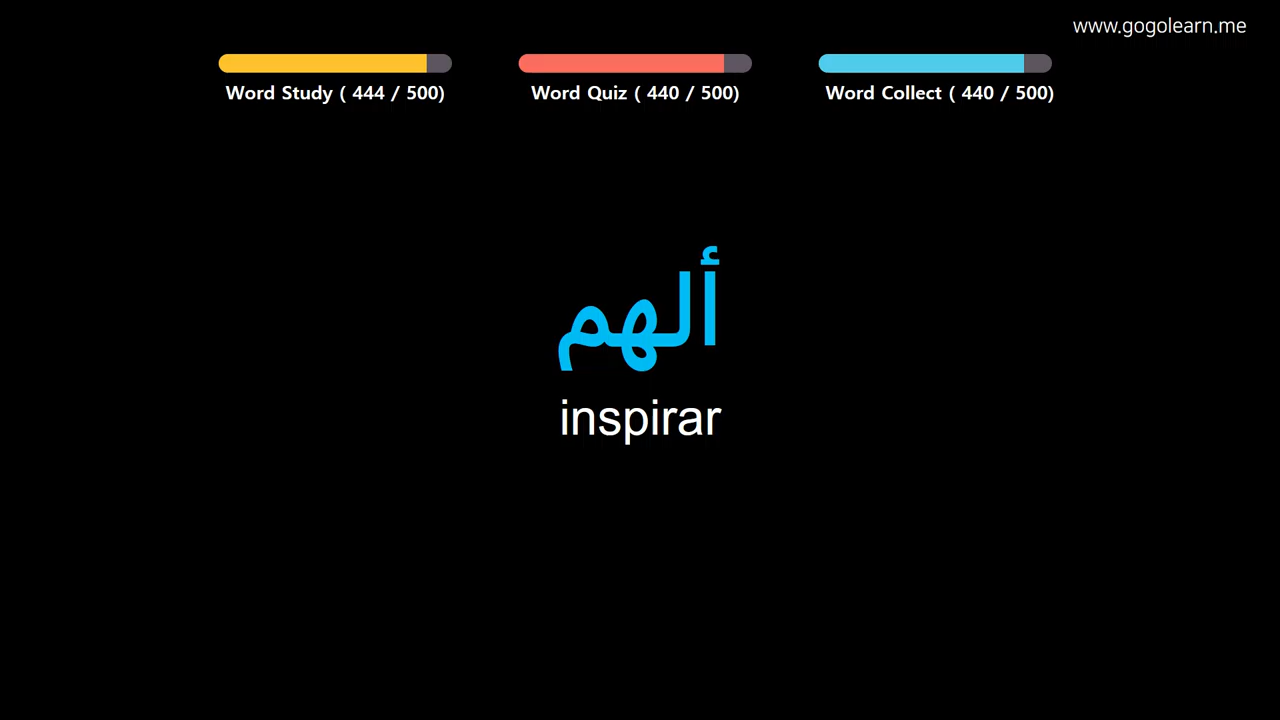 www.gogolearn.me
Word Study ( 444 / 500)
Word Quiz ( 440 / 500)
Word Collect ( 440 / 500)
ألهم
inspirar